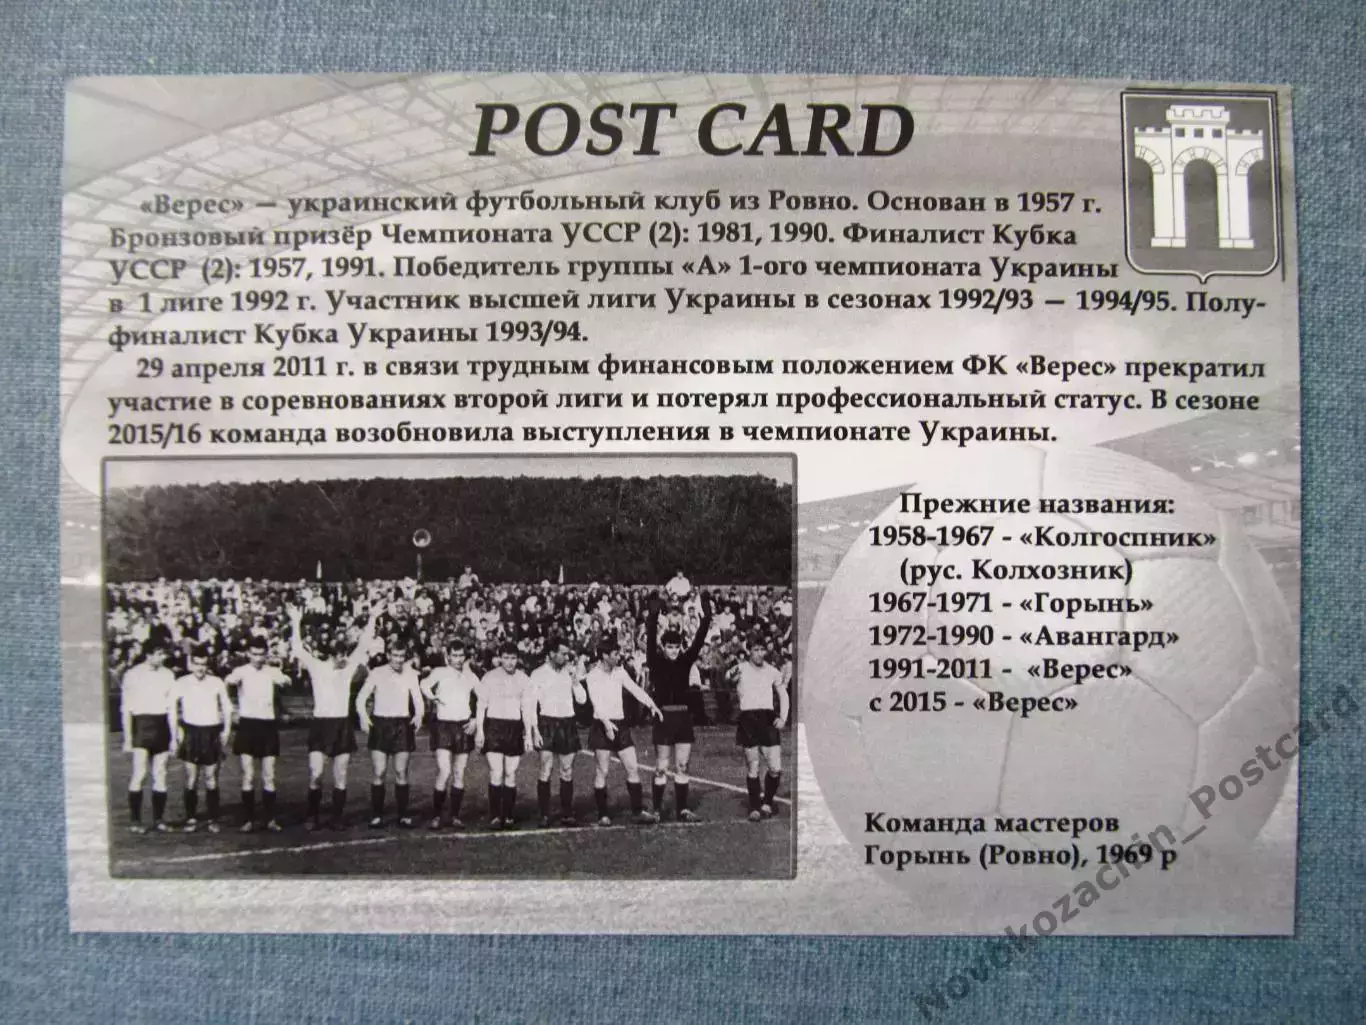 POST CARD
«Верес» — украинский футбольный клуб из Ровно. Основан в 1957 г.
Бронзовый призёр Чемпионата УССР (2): 1981, 1990. Финалист Кубка
УССР (2): 1957, 1991. Победитель группы «А» 1-ого чемпионата Украины
в 1 лиге 1992 г. Участник высшей лиги Украины в сезонах 1992/93 — 1994/95. Полу-
финалист Кубка Украины 1993/94.
29 апреля 2011 г. в связи трудным финансовым положением ФК «Верес» прекратил
участие в соревнованиях второй лиги и потерял профессиональный статус. В сезоне
2015/16 команда возобновила выступления в чемпионате Украины.
Прежние названия:
1958-1967 - «Колгоспник»
(рус. Колхозник)
1967-1971 - «Горынь»
1972-1990 - «Авангард»
1991-2011 - «Верес»
с 2015 - «Верес»
Команда мастеров
Горынь (Ровно), 1969 р
Novokozachin_Postcard